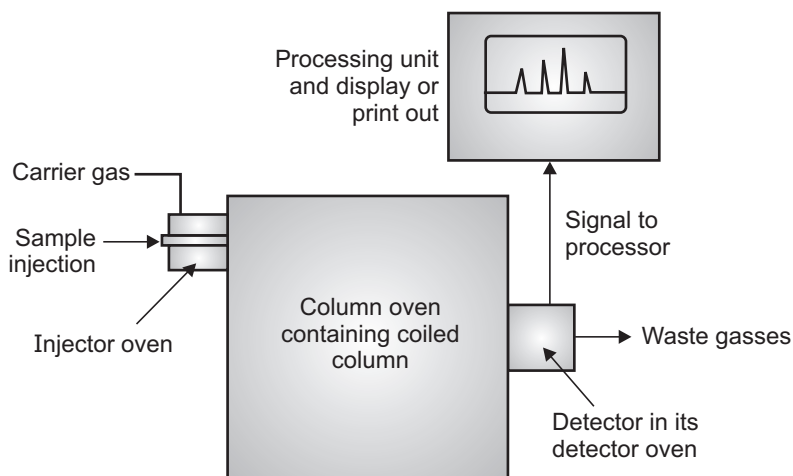 Processing unit
and display or
print out
Carrier gas
Sample
injection
Injector oven
Signal to
processor
Column oven
containing coiled
column
Waste gasses
Detector in its
detector oven